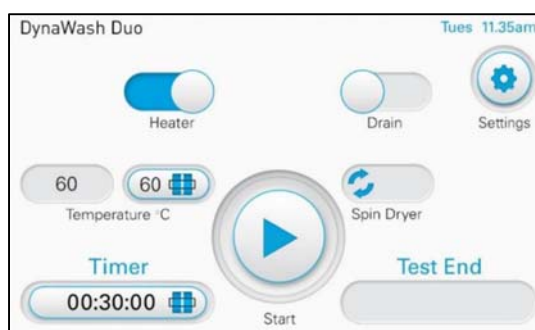 DynaWash Duo
Tues 11.35am
Heater
Drain
Settings
60
60
Temperature °C
Spin Dryer
Timer
Test End
00:30:00
Start